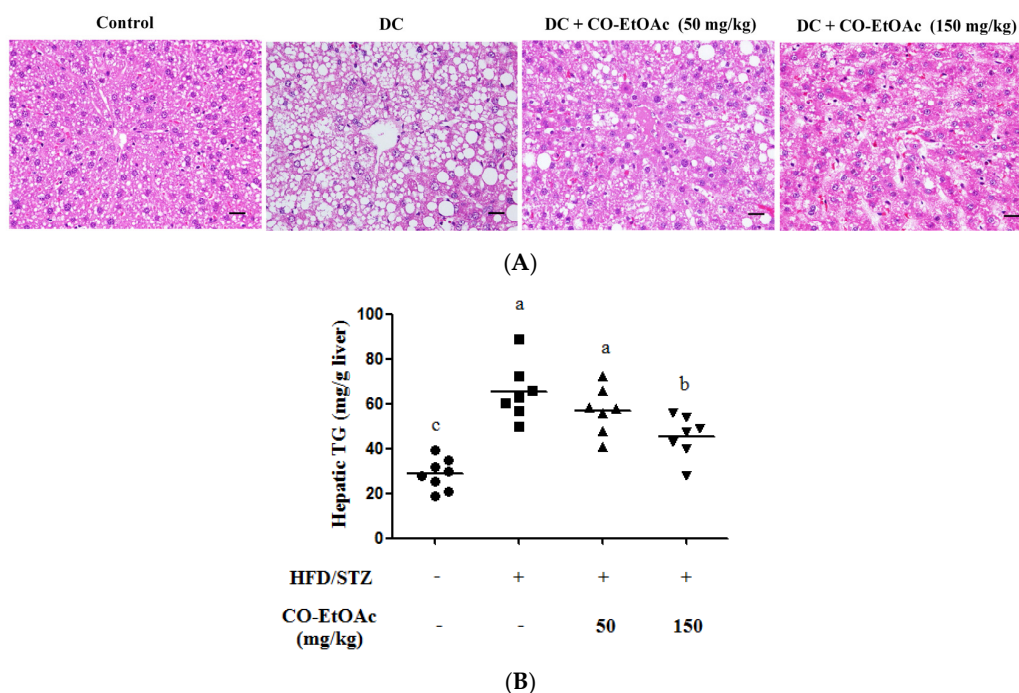 Control DC DC + CO-EtOAc (50 mg/kg) DC + CO-EtOAc (150 mg/kg)
(A)
Hepatic TG (mg/g liver)
100
80
60
40
20
0
c
a
a
b
HFD/STZ - + + +
CO-EtOAc
(mg/kg) - - 50 150
(B)